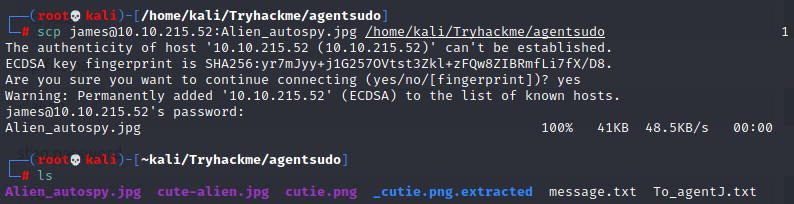 ┌──(root💀kali)-[/home/kali/Tryhackme/agentsudo]
└─# scp james@10.10.215.52:Alien_autospy.jpg /home/kali/Tryhackme/agentsudo 1
The authenticity of host '10.10.215.52 (10.10.215.52)' can't be established.
ECDSA key fingerprint is SHA256:yr7mJyy+j1G257OVtst3Zkl+zFQw8ZIBRmfLi7fX/D8.
Are you sure you want to continue connecting (yes/no/[fingerprint])? yes
Warning: Permanently added '10.10.215.52' (ECDSA) to the list of known hosts.
james@10.10.215.52's password:
Alien_autospy.jpg 100% 41KB 48.5KB/s 00:00
┌──(root💀kali)-[~kali/Tryhackme/agentsudo]
└─# ls
Alien_autospy.jpg cute-alien.jpg cutie.png _cutie.png.extracted message.txt To_agentJ.txt